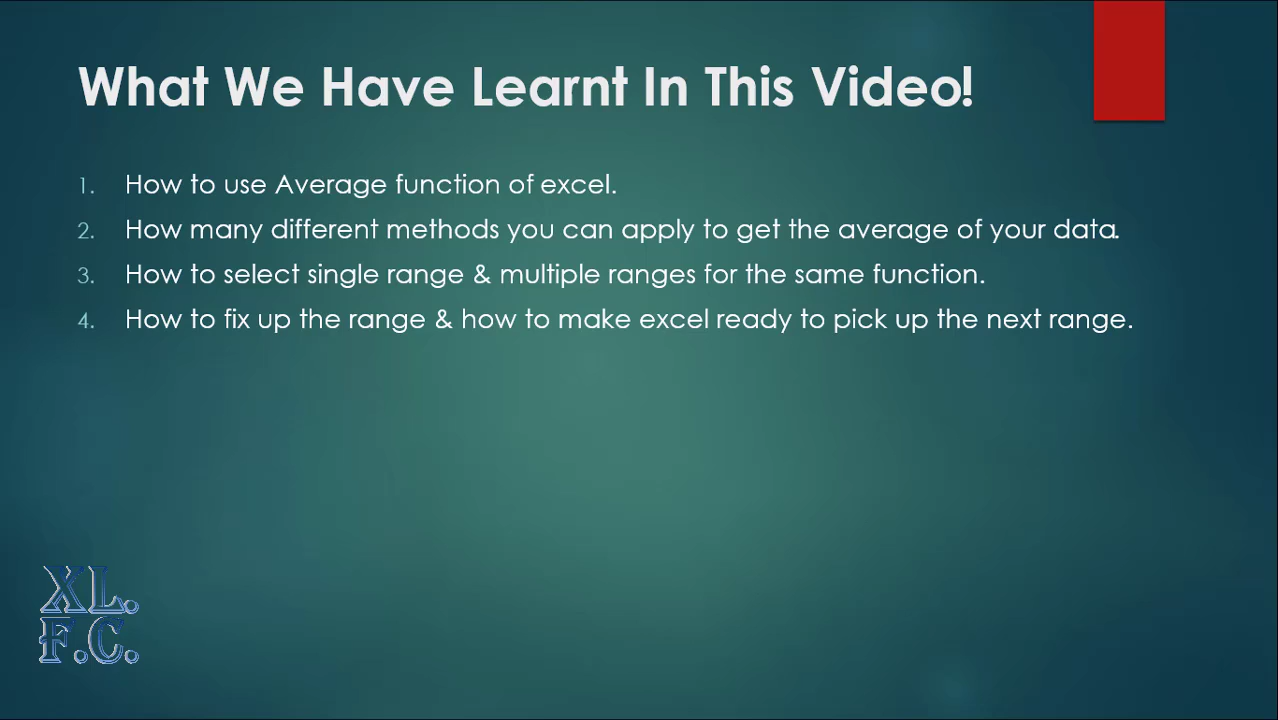 What We Have Learnt In This Video!
1. How to use Average function of excel.
2. How many different methods you can apply to get the average of your data.
3. How to select single range & multiple ranges for the same function.
4. How to fix up the range & how to make excel ready to pick up the next range.
XL.
F.C.